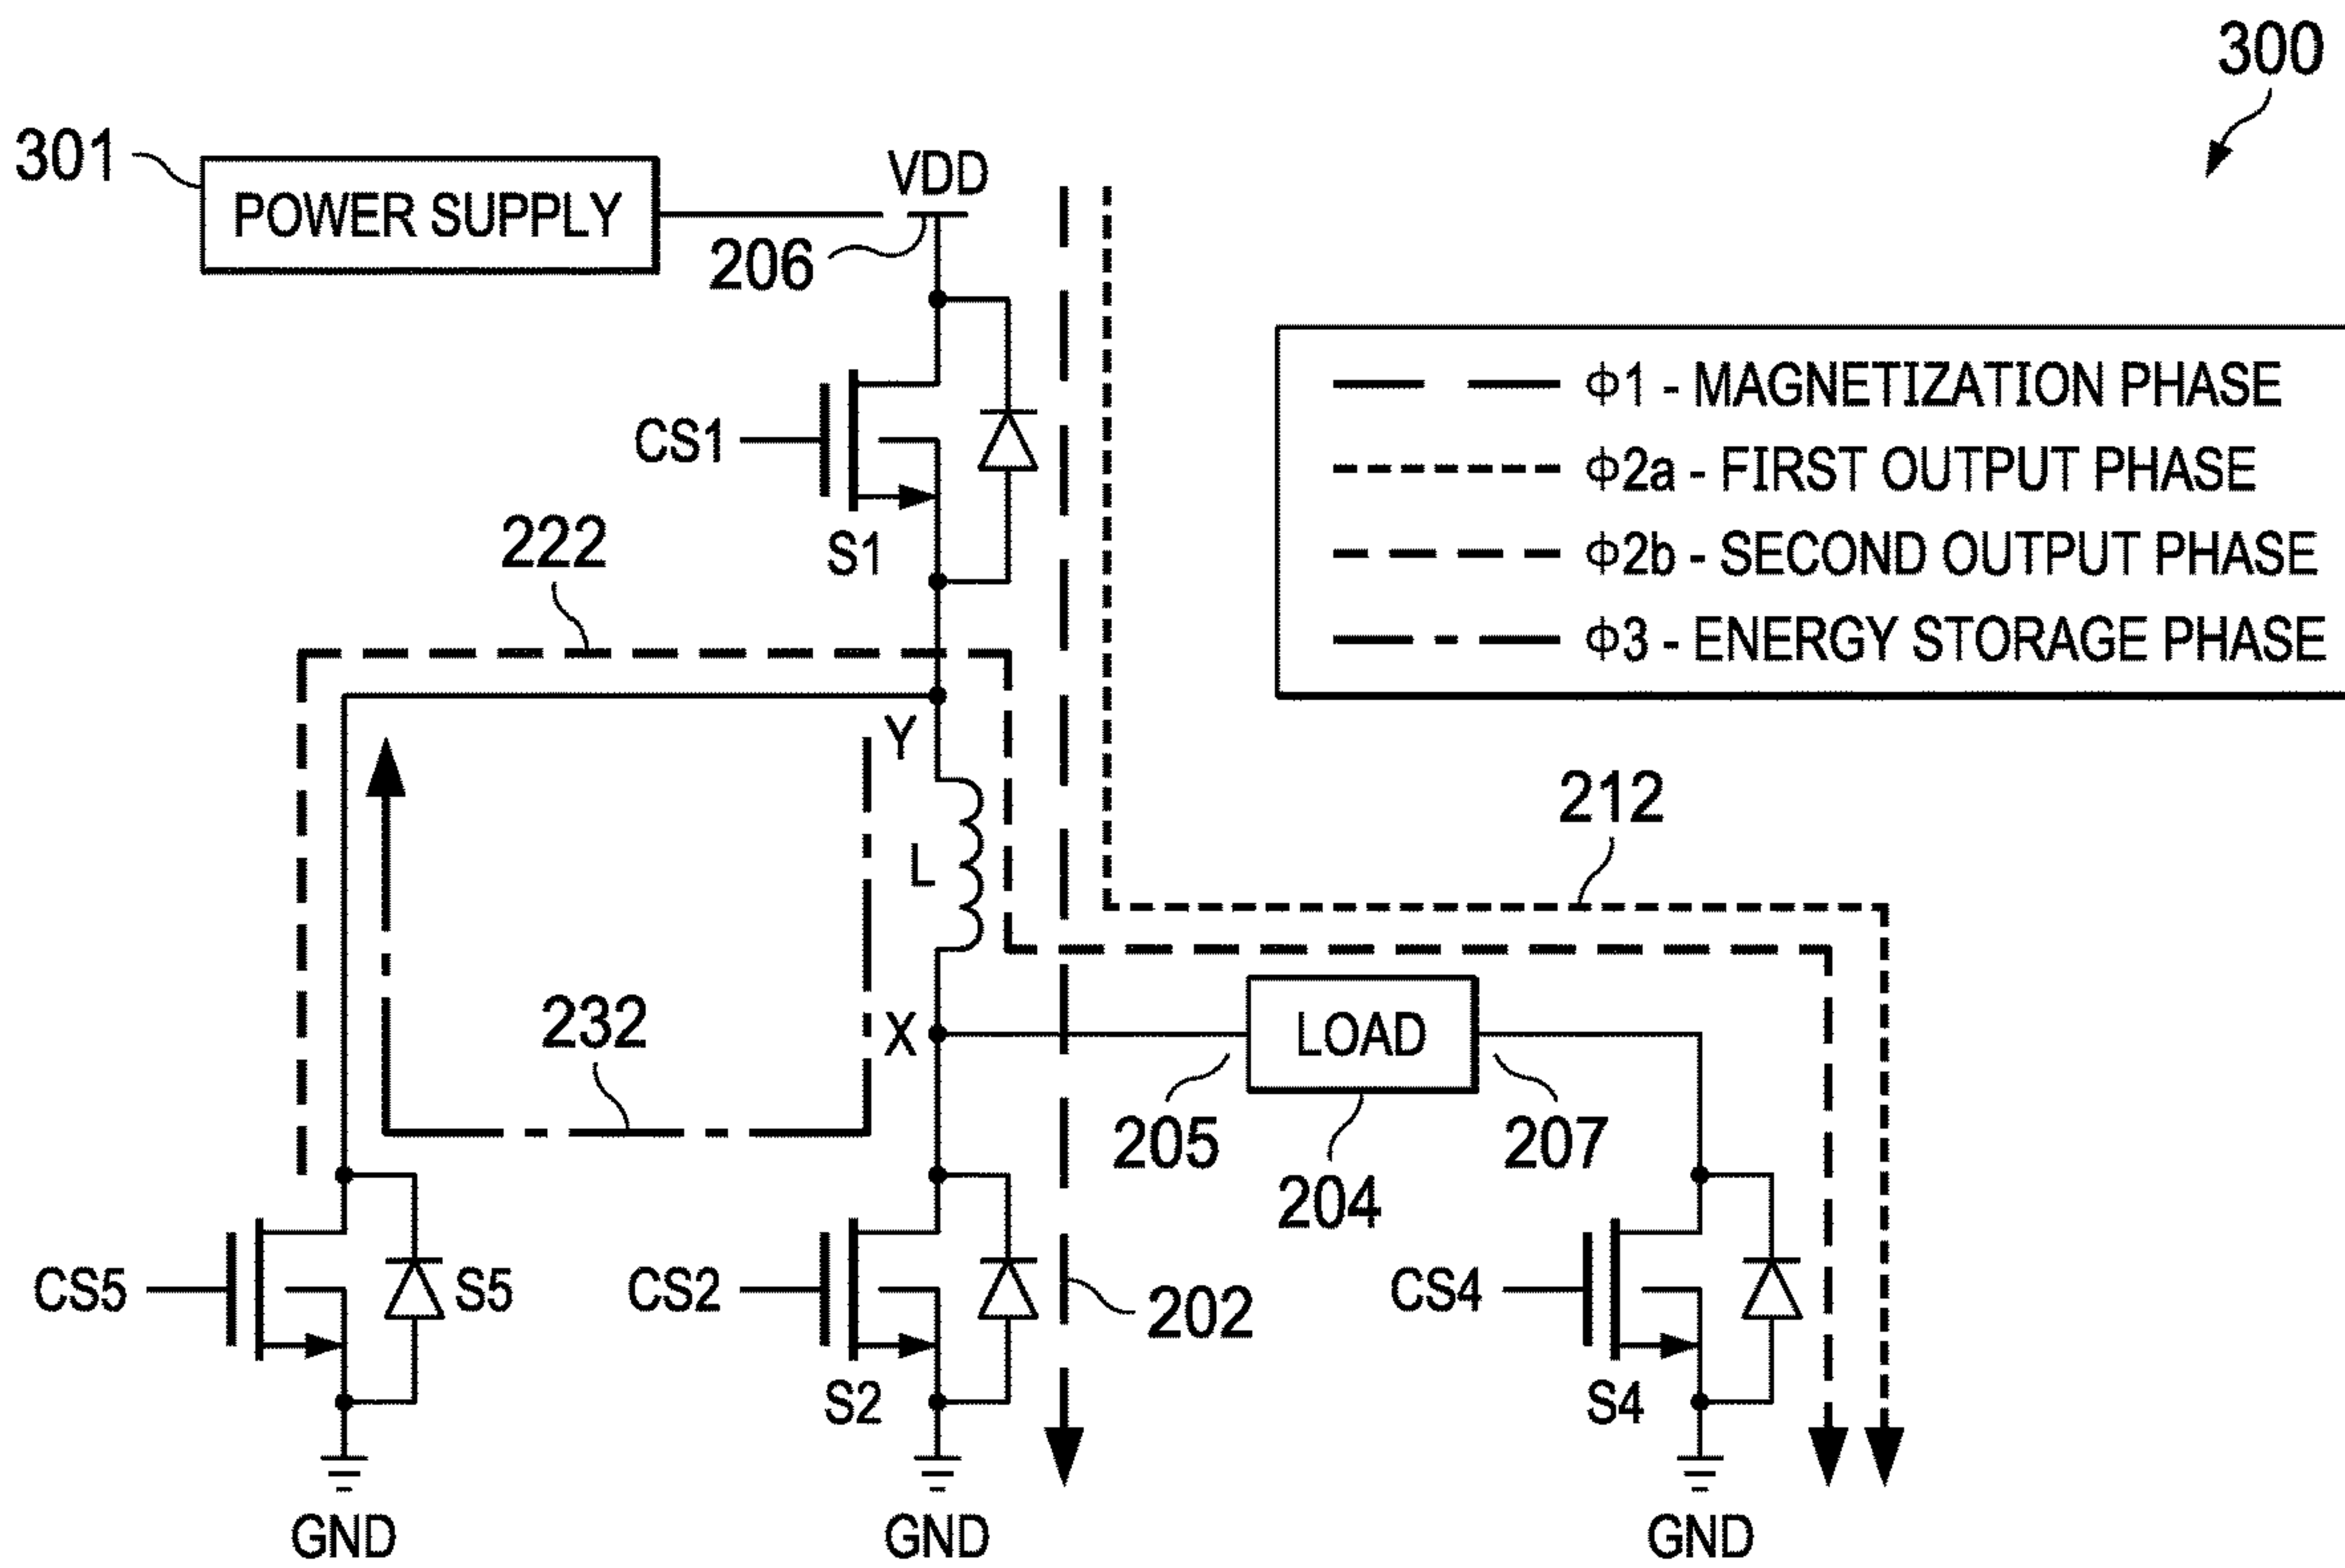 300
301
POWER SUPPLY
VDD
206
Φ1 - MAGNETIZATION PHASE
Φ2a - FIRST OUTPUT PHASE
Φ2b - SECOND OUTPUT PHASE
Φ3 - ENERGY STORAGE PHASE
CS1
S1
222
Y
212
L
232
X
LOAD
205
207
204
CS5
S5
CS2
202
CS4
S2
S4
GND
GND
GND